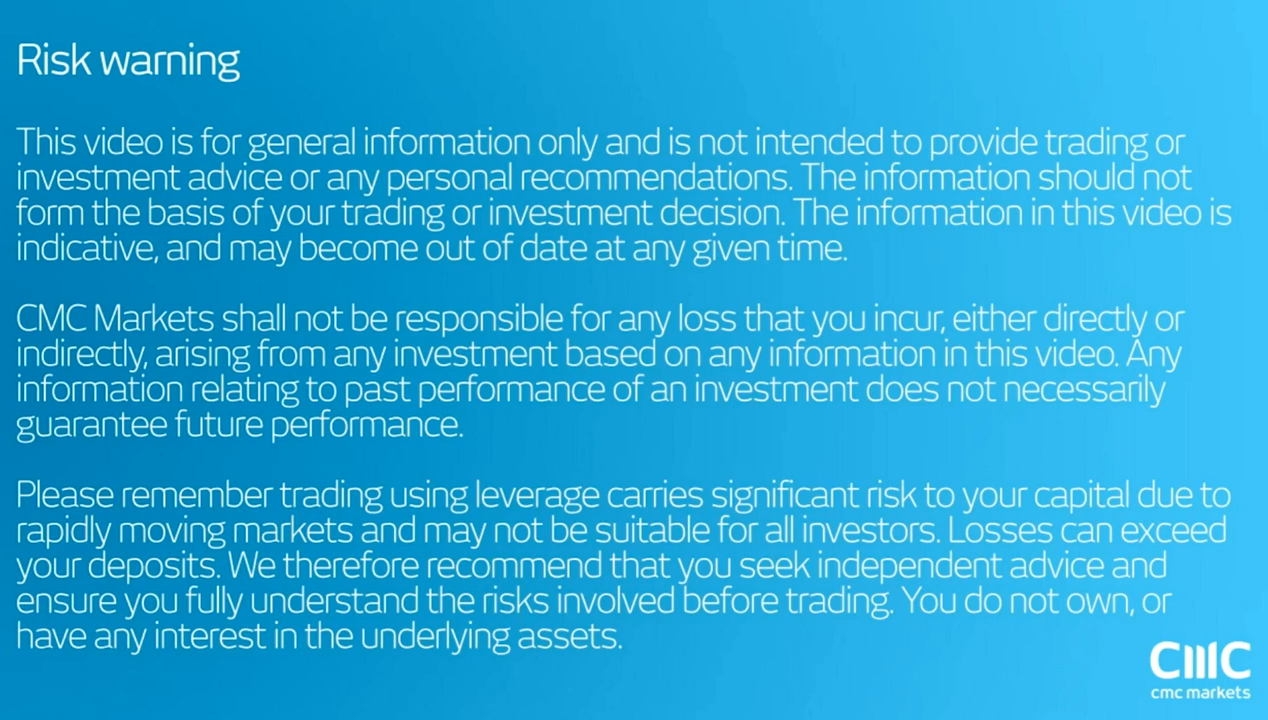 Risk warning
This video is for general information only and is not intended to provide trading or
investment advice or any personal recommendations. The information should not
form the basis of your trading or investment decision. The information in this video is
indicative, and may become out of date at any given time.
CMC Markets shall not be responsible for any loss that you incur, either directly or
indirectly, arising from any investment based on any information in this video. Any
information relating to past performance of an investment does not necessarily
guarantee future performance.
Please remember trading using leverage carries significant risk to your capital due to
rapidly moving markets and may not be suitable for all investors. Losses can exceed
your deposits. We therefore recommend that you seek independent advice and
ensure you fully understand the risks involved before trading. You do not own, or
have any interest in the underlying assets.
CMC
cmc markets